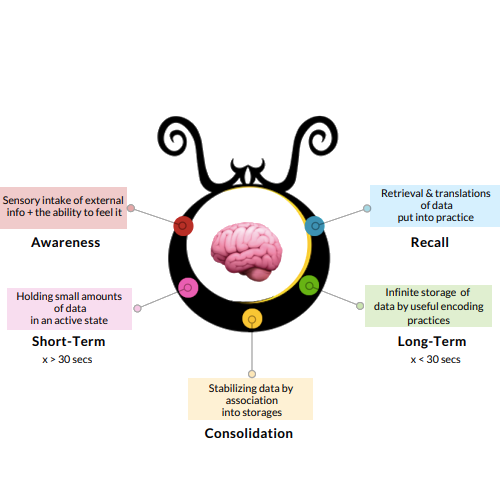 Sensory intake of external
info + the ability to feel it
Awareness
Holding small amounts
of data
in an active state
Short-Term
x > 30 secs
Stabilizing data by
association
into storages
Consolidation
Retrieval & translations
of data
put into practice
Recall
Infinite storage of
data by useful encoding
practices
Long-Term
x < 30 secs